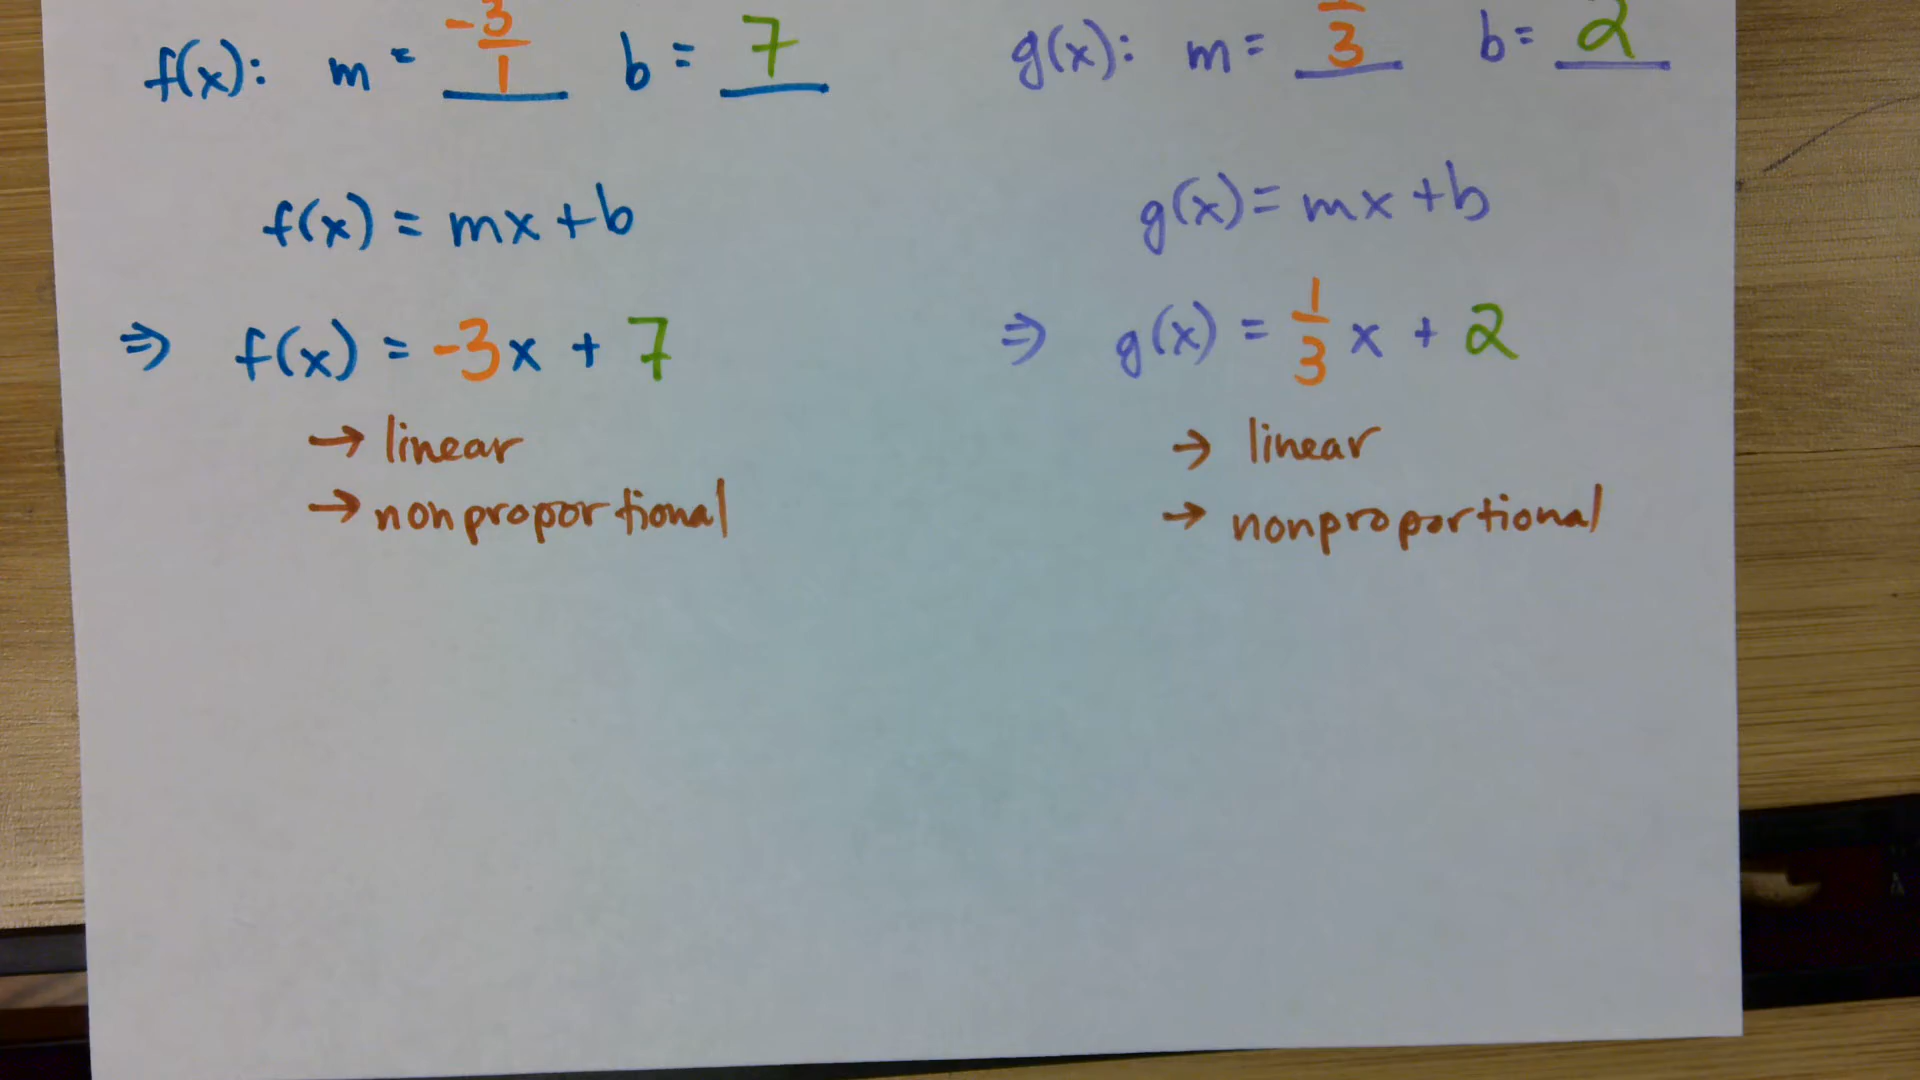 f(x): m = -3/1 b = 7
g(x): m = 1/3 b = 2
f(x) = mx + b
⇒ f(x) = -3x + 7
→ linear
→ nonproportional
g(x) = mx + b
⇒ g(x) = 1/3 x + 2
→ linear
→ nonproportional